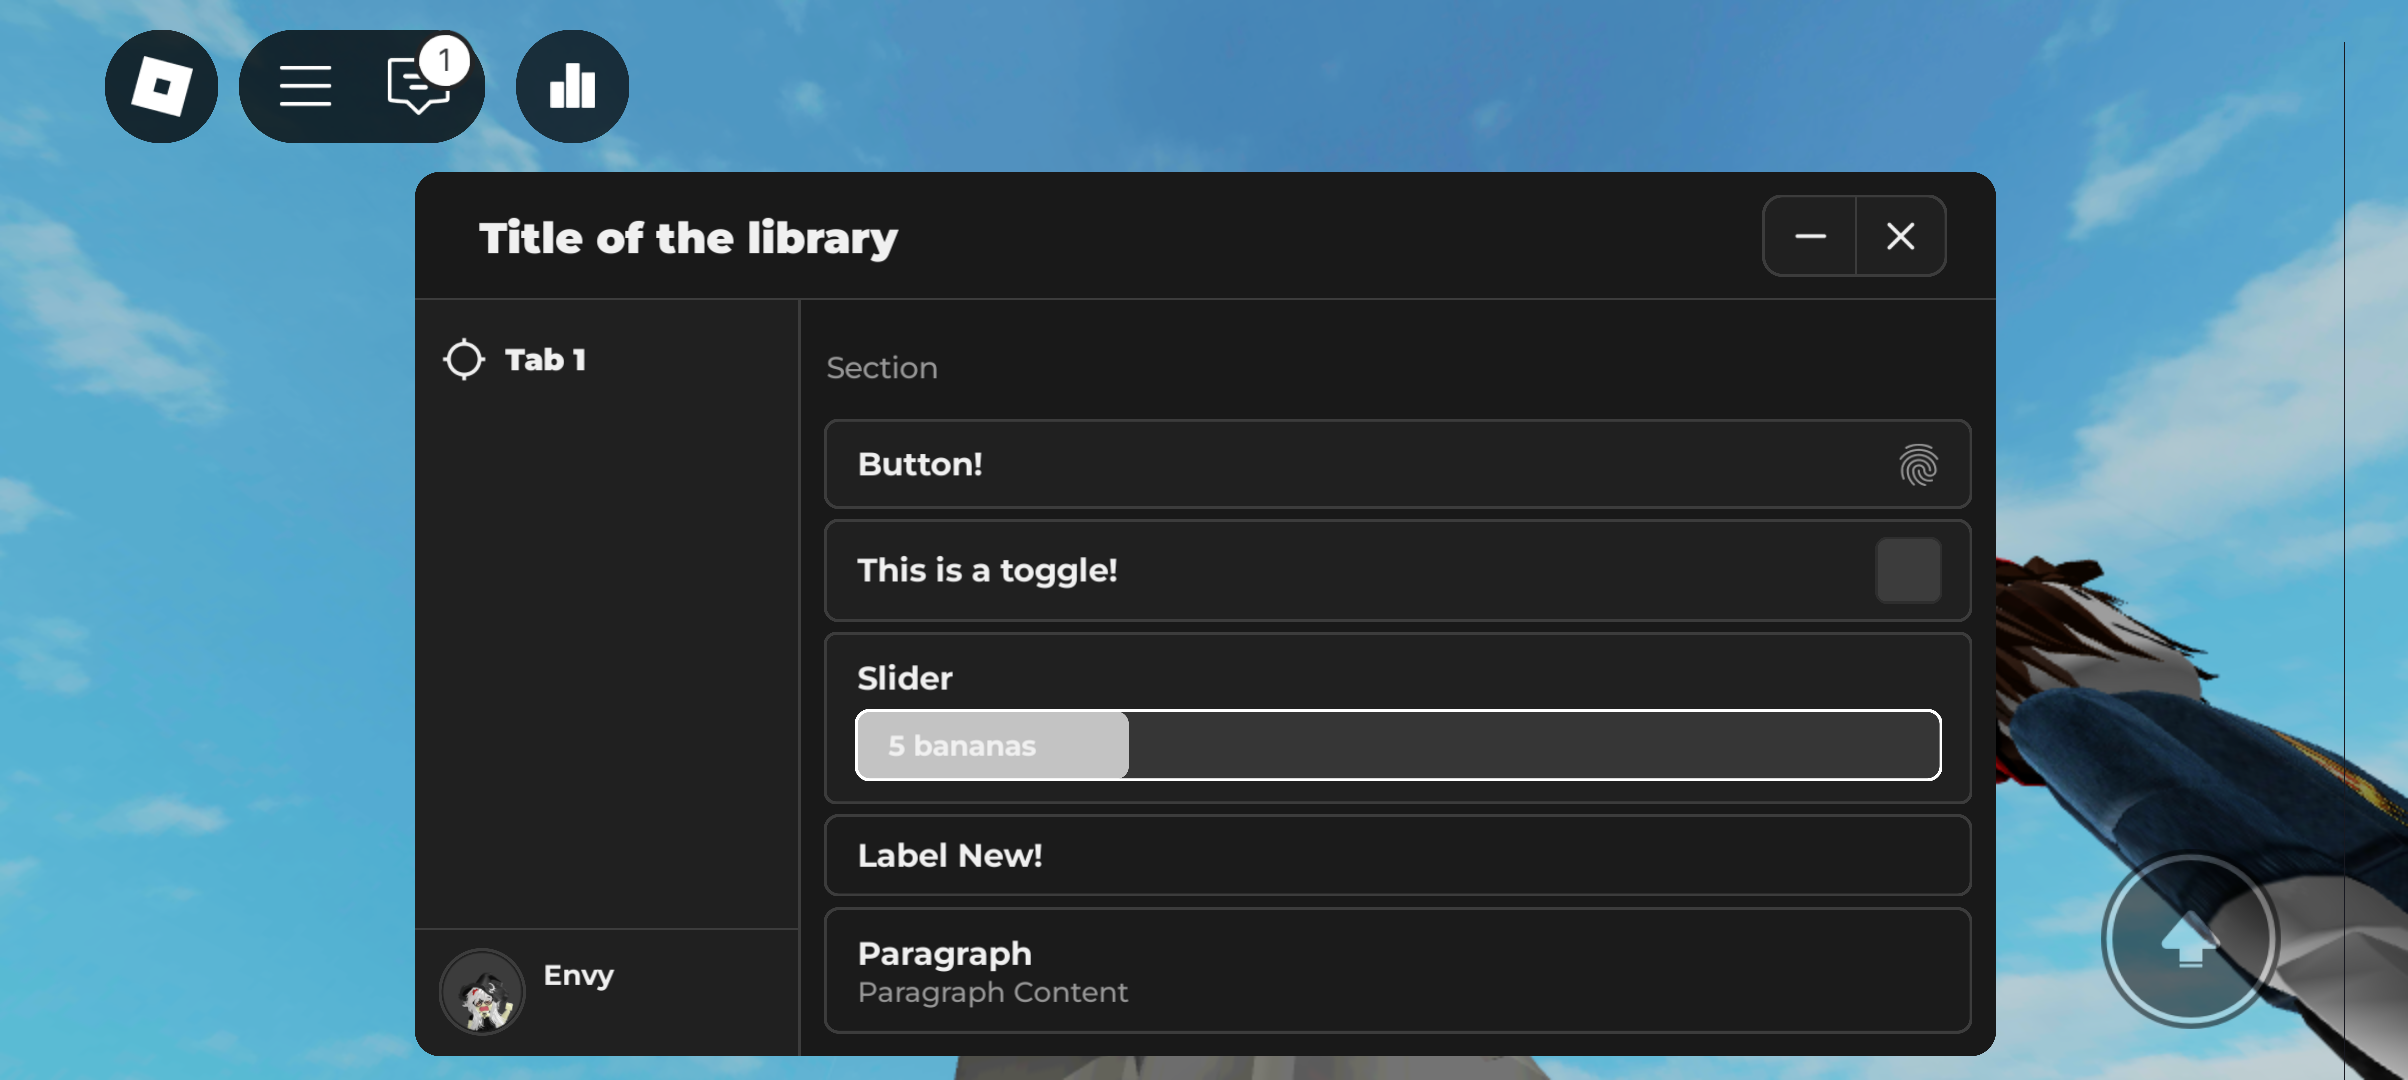 1
Title of the library
Tab 1
Section
Button!
This is a toggle!
Slider
5 bananas
Label New!
Paragraph
Paragraph Content
Envy